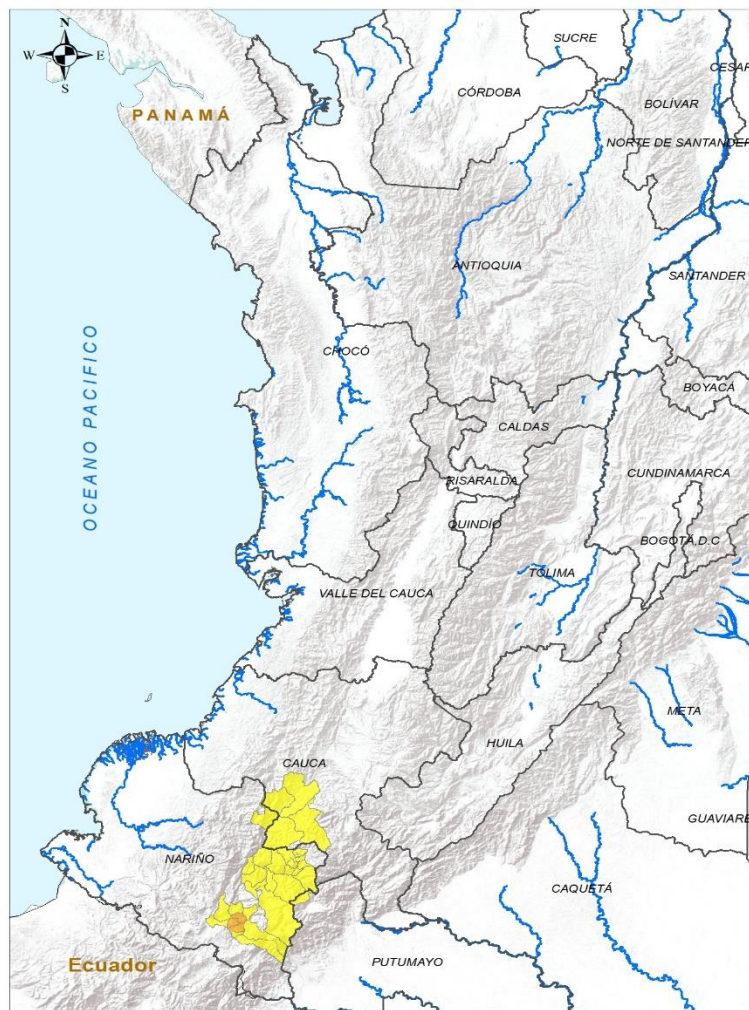 N
W E
S
SUCRE
CESAR
CÓRDOBA
BOLÍVAR
PANAMÁ
NORTE DE SANTANDER
ANTIOQUIA
SANTANDER
CHOCÓ
BOYACÁ
OCEANO PACIFICO
CALDAS
CUNDINAMARCA
RISARALDA
QUINDÍO
BOGOTÁ,D.C
TOLIMA
VALLE DEL CAUCA
META
HUILA
CAUCA
GUAVIARE
NARIÑO
CAQUETÁ
PUTUMAYO
Ecuador